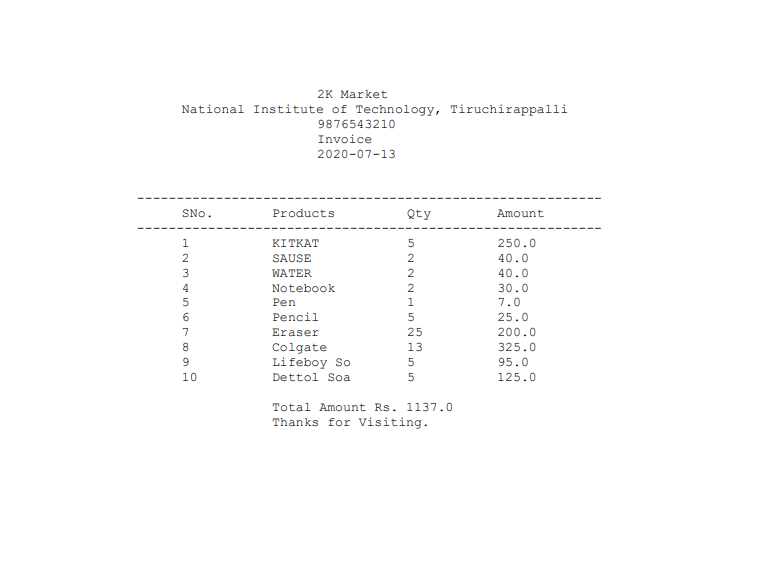 2K Market
National Institute of Technology, Tiruchirappalli
9876543210
Invoice
2020-07-13
------------------------------------------------------------
SNo. Products Qty Amount
------------------------------------------------------------
1 KITKAT 5 250.0
2 SAUSE 2 40.0
3 WATER 2 40.0
4 Notebook 2 30.0
5 Pen 1 7.0
6 Pencil 5 25.0
7 Eraser 25 200.0
8 Colgate 13 325.0
9 Lifeboy So 5 95.0
10 Dettol Soa 5 125.0
Total Amount Rs. 1137.0
Thanks for Visiting.